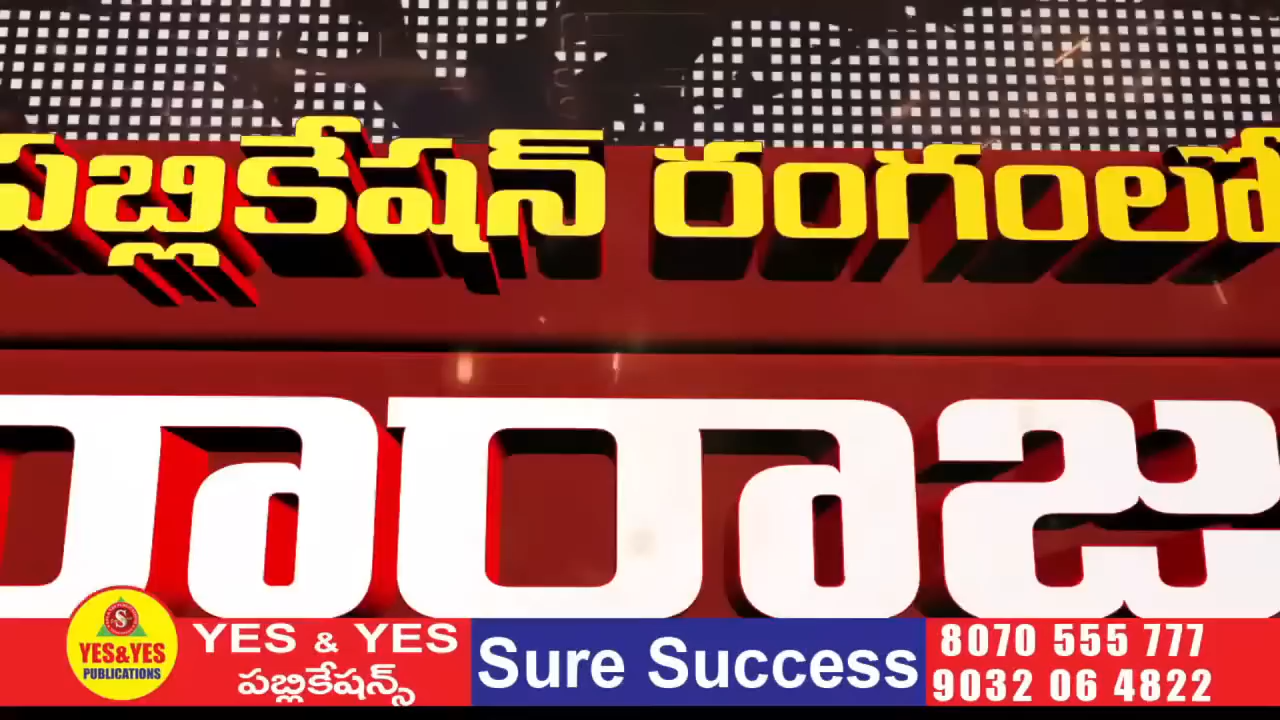 పబ్లికేషన్ రంగంలో
రారాజు
YES & YES
పబ్లికేషన్స్
YES&YES
PUBLICATIONS
Sure Success
8070 555 777
9032 06 4822